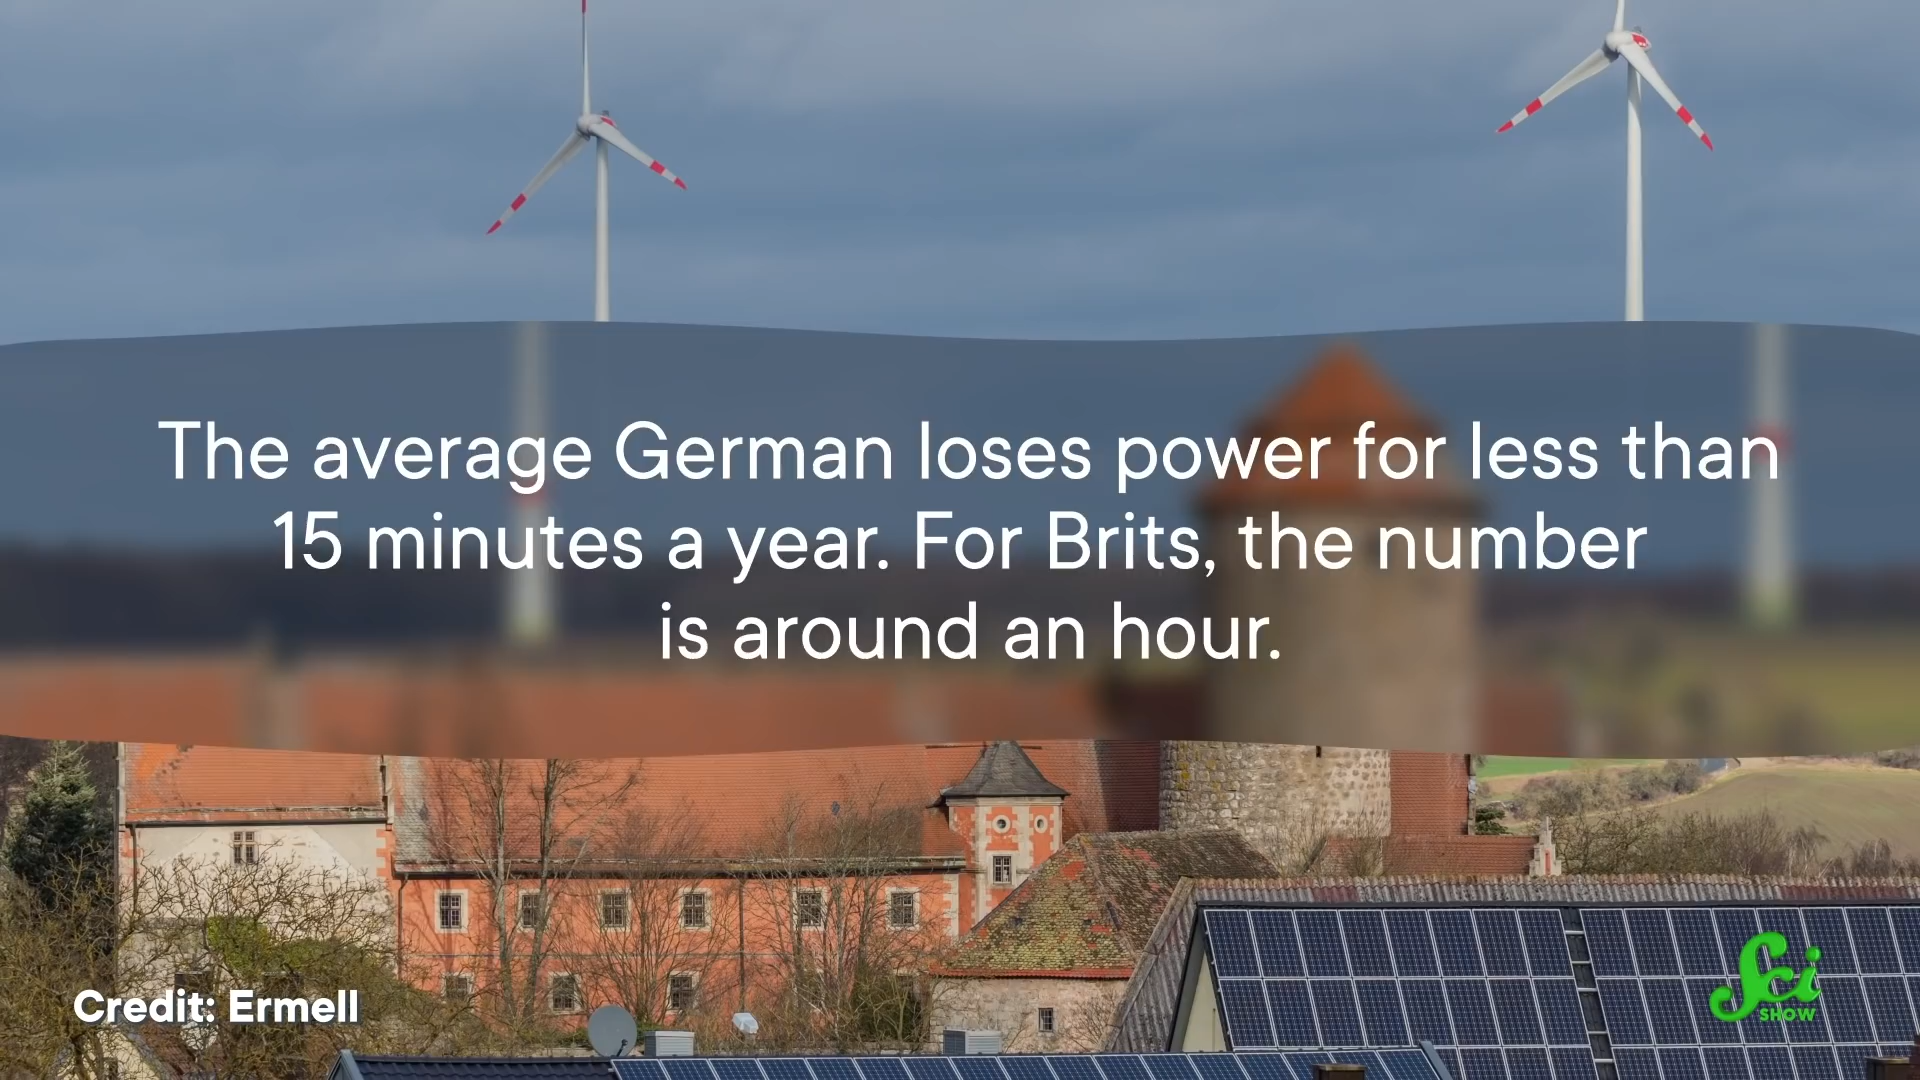 The average German loses power for less than
15 minutes a year. For Brits, the number
is around an hour.
Credit: Ermell
Sci
SHOW